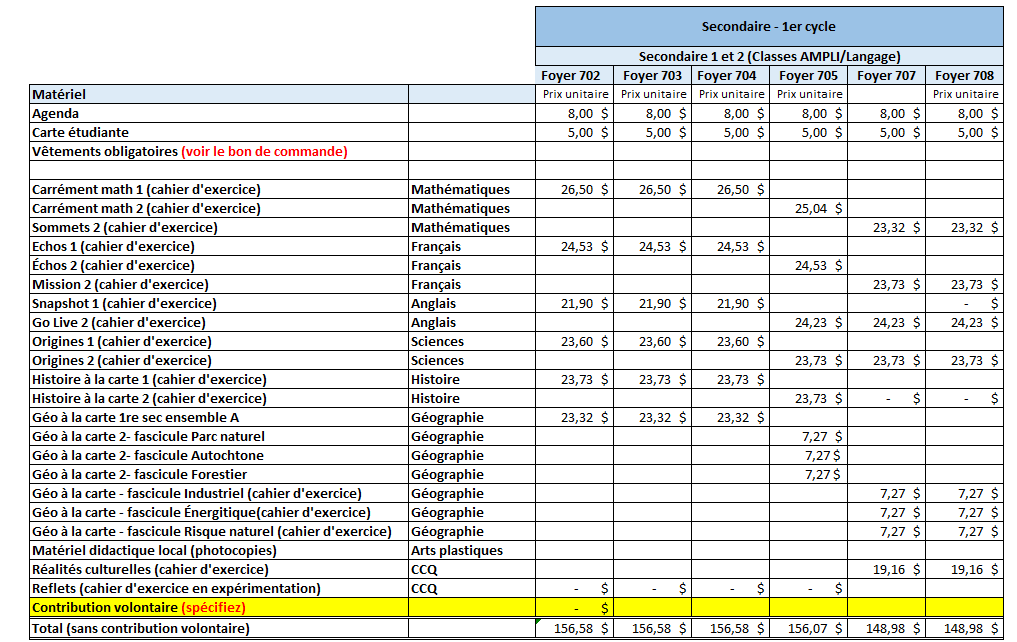 Secondaire - 1er cycle
Secondaire 1 et 2 (Classes AMPLI/Langage)
Foyer 702 Foyer 703 Foyer 704 Foyer 705 Foyer 707 Foyer 708
Matériel Prix unitaire Prix unitaire Prix unitaire Prix unitaire Prix unitaire
Agenda 8,00 $ 8,00 $ 8,00 $ 8,00 $ 8,00 $ 8,00 $
Carte étudiante 5,00 $ 5,00 $ 5,00 $ 5,00 $ 5,00 $ 5,00 $
Vêtements obligatoires (voir le bon de commande)
Carrément math 1 (cahier d'exercice) Mathématiques 26,50 $ 26,50 $ 26,50 $
Carrément math 2 (cahier d'exercice) Mathématiques 25,04 $
Sommets 2 (cahier d'exercice) Mathématiques 23,32 $ 23,32 $
Echos 1 (cahier d'exercice) Français 24,53 $ 24,53 $ 24,53 $
Échos 2 (cahier d'exercice) Français 24,53 $
Mission 2 (cahier d'exercice) Français 23,73 $ 23,73 $
Snapshot 1 (cahier d'exercice) Anglais 21,90 $ 21,90 $ 21,90 $ - $
Go Live 2 (cahier d'exercice) Anglais 24,23 $ 24,23 $ 24,23 $
Origines 1 (cahier d'exercice) Sciences 23,60 $ 23,60 $ 23,60 $
Origines 2 (cahier d'exercice) Sciences 23,73 $ 23,73 $ 23,73 $
Histoire à la carte 1 (cahier d'exercice) Histoire 23,73 $ 23,73 $ 23,73 $
Histoire à la carte 2 (cahier d'exercice) Histoire 23,73 $ - $ - $
Géo à la carte 1re sec ensemble A Géographie 23,32 $ 23,32 $ 23,32 $
Géo à la carte 2- fascicule Parc naturel Géographie 7,27 $
Géo à la carte 2- fascicule Autochtone Géographie 7,27 $
Géo à la carte 2- fascicule Forestier Géographie 7,27 $
Géo à la carte - fascicule Industriel (cahier d'exercice) Géographie 7,27 $ 7,27 $
Géo à la carte - fascicule Énergitique(cahier d'exercice) Géographie 7,27 $ 7,27 $
Géo à la carte - fascicule Risque naturel (cahier d'exercice) Géographie 7,27 $ 7,27 $
Matériel didactique local (photocopies) Arts plastiques
Réalités culturelles (cahier d'exercice) CCQ 19,16 $ 19,16 $
Reflets (cahier d'exercice en expérimentation) CCQ - $ - $ - $ - $
Contribution volontaire (spécifiez) - $
Total (sans contribution volontaire) 156,58 $ 156,58 $ 156,58 $ 156,07 $ 148,98 $ 148,98 $